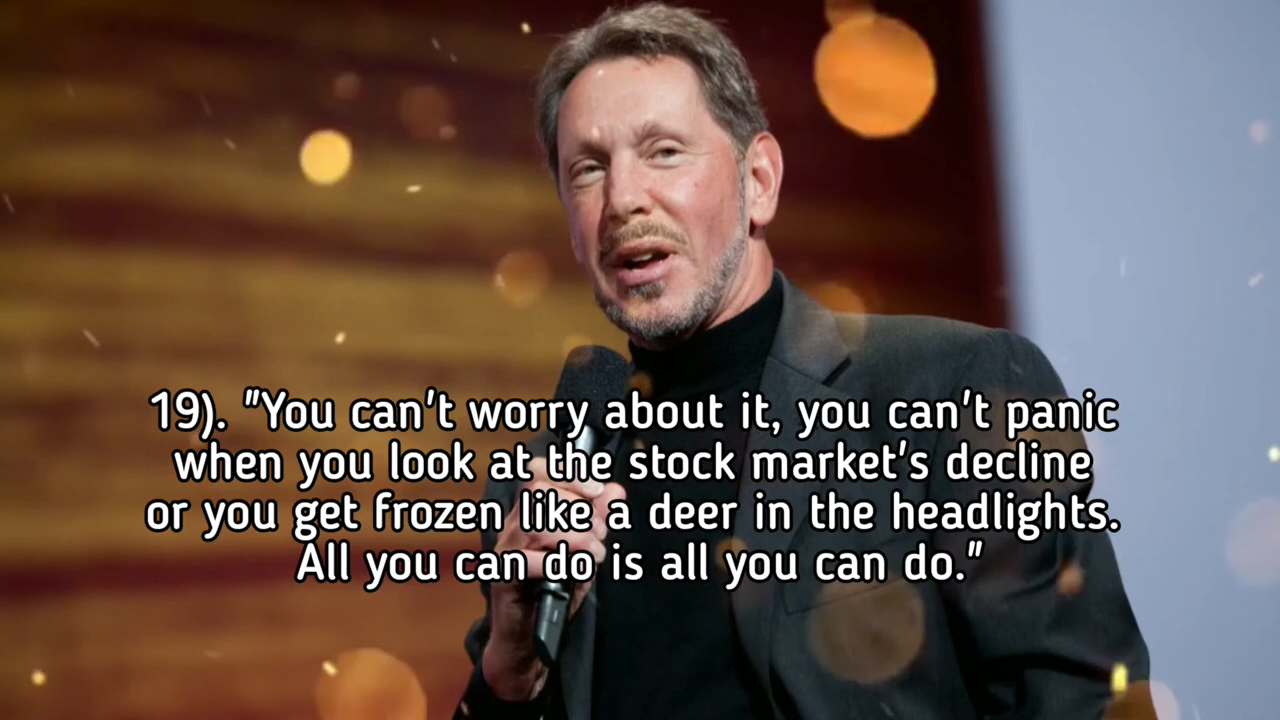 19). "You can't worry about it, you can't panic
when you look at the stock market's decline
or you get frozen like a deer in the headlights.
All you can do is all you can do."